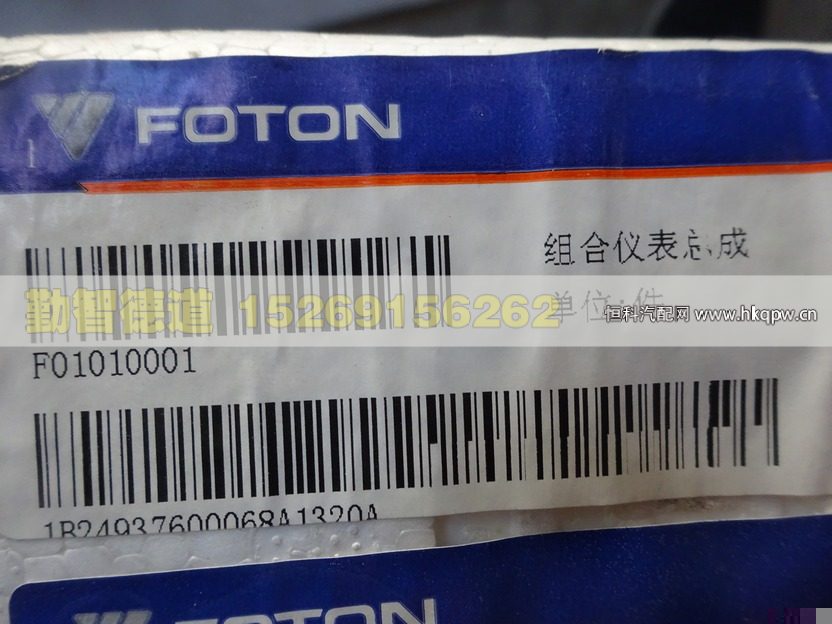 FOTON
组合仪表总成
勤智德道 15269156262
单位:件
恒科汽配网 www.hkqpw.cn
F01010001
1B24937600068A1320A
FOTON